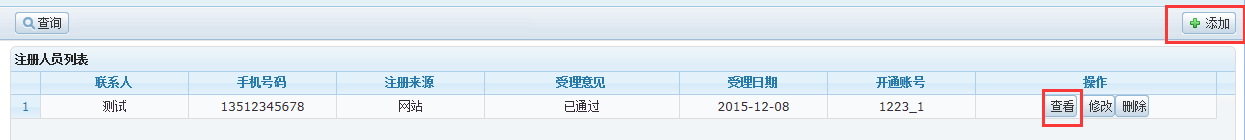 查询 添加
注册人员列表
联系人 手机号码 注册来源 受理意见 受理日期 开通账号 操作
1 测试 13512345678 网站 已通过 2015-12-08 1223_1 查看 修改 删除